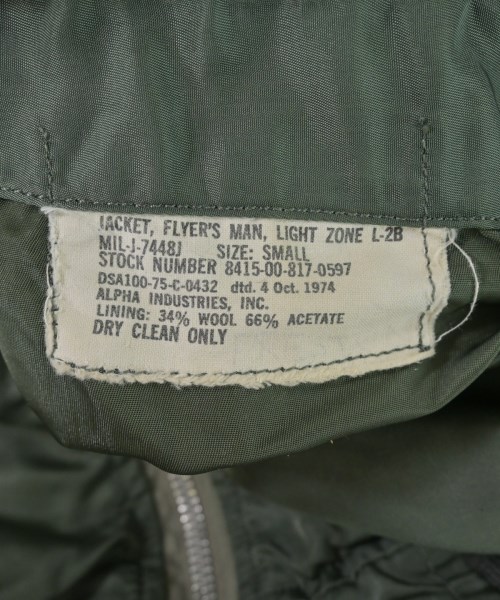 JACKET, FLYER'S MAN, LIGHT ZONE L-2B
MIL-J-7448J SIZE: SMALL
STOCK NUMBER 8415-00-817-0597
DSA100-75-C-0432 dtd. 4 Oct. 1974
ALPHA INDUSTRIES, INC.
LINING: 34% WOOL 66% ACETATE
DRY CLEAN ONLY